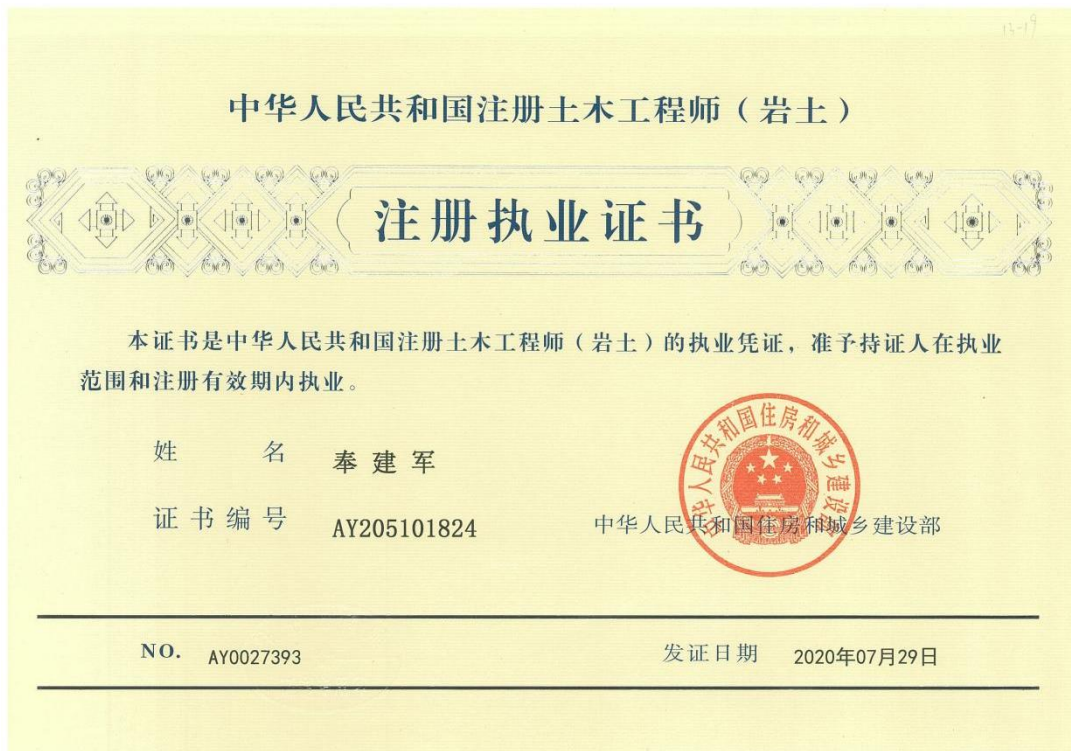 13-19
中华人民共和国注册土木工程师（岩土）
注册执业证书
本证书是中华人民共和国注册土木工程师（岩土）的执业凭证，准予持证人在执业
范围和注册有效期内执业。
姓 名 奉建军
证书编号 AY205101824
中华人民共和国住房和城乡建设部
中华人民共和国住房和城乡建设部
NO. AY0027393 发证日期 2020年07月29日